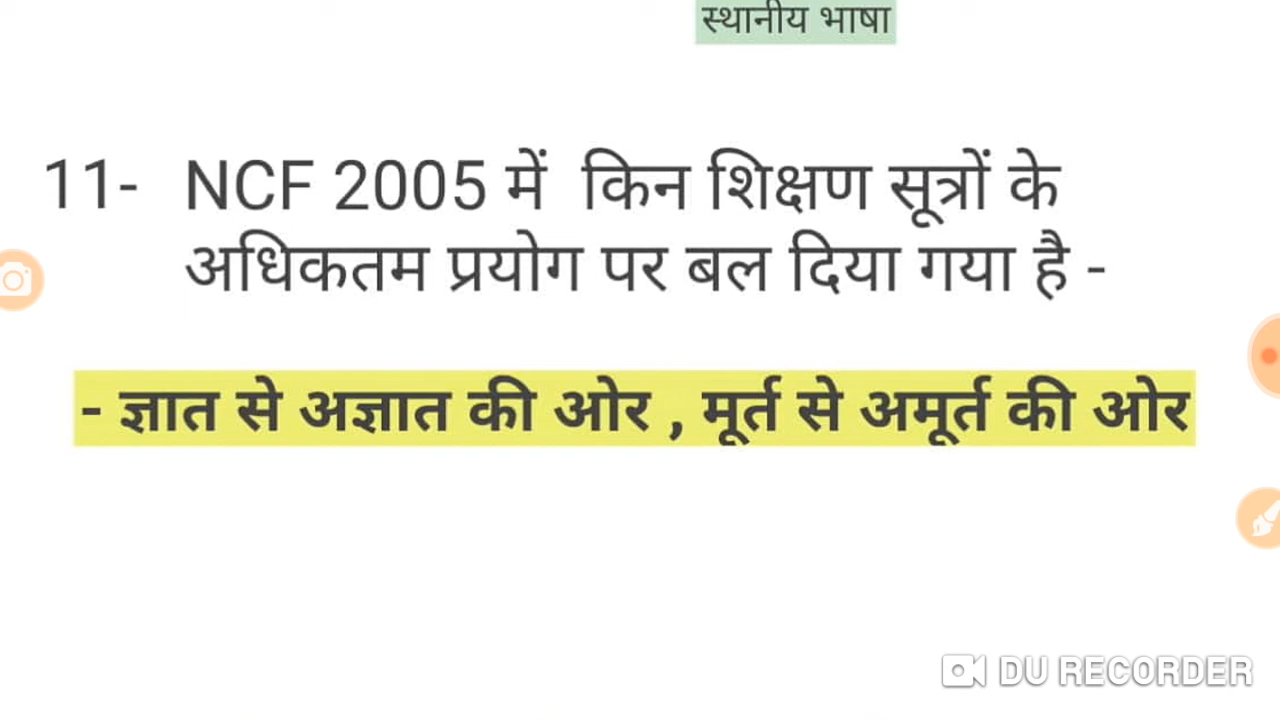 स्थानीय भाषा
11- NCF 2005 में किन शिक्षण सूत्रों के
अधिकतम प्रयोग पर बल दिया गया है -
- ज्ञात से अज्ञात की ओर , मूर्त से अमूर्त की ओर
DU RECORDER